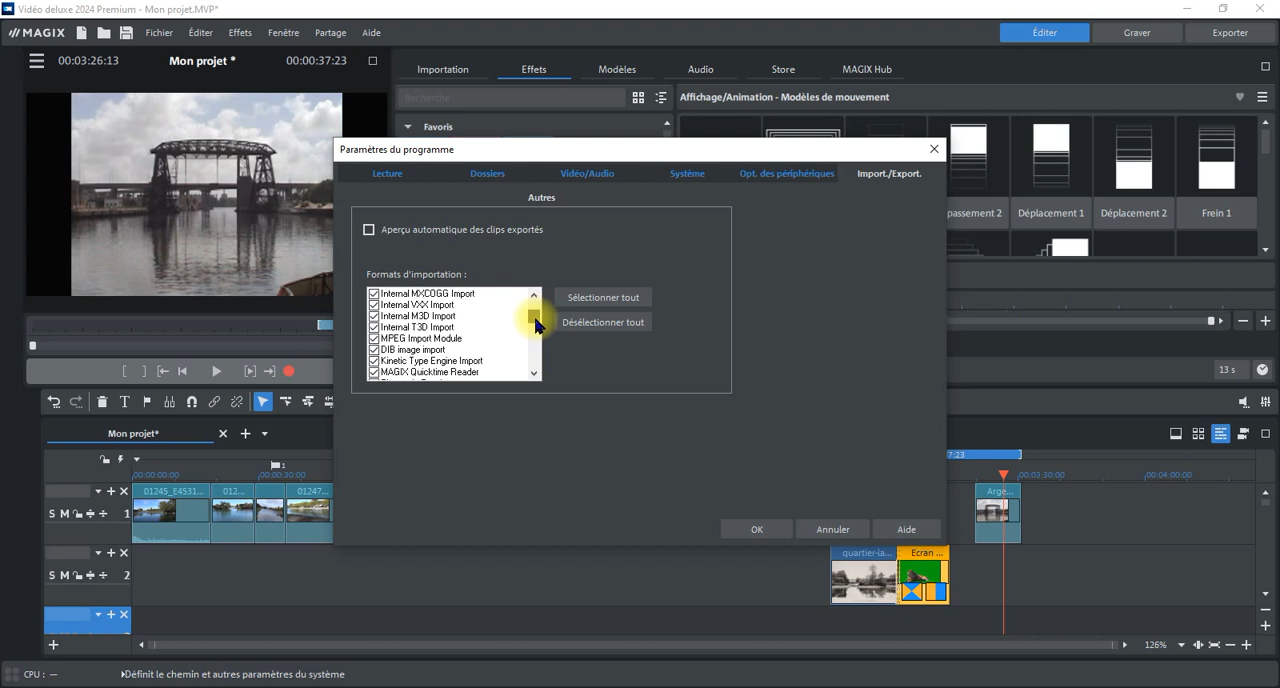 Vidéo deluxe 2024 Premium - Mon projet.MVP*
MAGIX Fichier Éditer Effets Fenêtre Partage Aide Éditer Graver Exporter
00:03:26:13 Mon projet * 00:00:37:23
Importation Effets Modèles Audio Store MAGIX Hub
Recherche Affichage/Animation - Modèles de mouvement
Favoris
Paramètres du programme
Lecture Dossiers Vidéo/Audio Système Opt. des périphériques Import./Export.
Autres
passement 2 Déplacement 1 Déplacement 2 Frein 1
Aperçu automatique des clips exportés
Formats d'importation :
Internal MXCOGG Import
Internal VXX Import
Internal M3D Import
Internal T3D Import
MPEG Import Module
DIB image import
Kinetic Type Engine Import
MAGIX Quicktime Reader
Sélectionner tout
Désélectionner tout
13 s
Mon projet*
7:23
1
00:00:00:00 00:00:30:00 00:03:30:00 00:04:00:00
01245_E4531... 012... 01247... Arge...
S M 1
OK Annuler Aide
quartier-la... Ecran ...
S M 2
126%
CPU : — Définit le chemin et autres paramètres du système